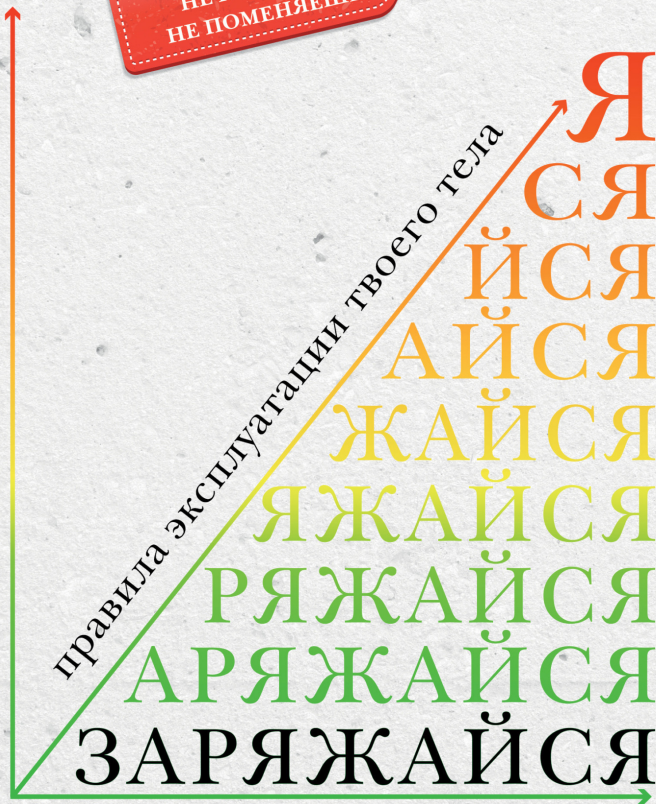 НЕ ПОМЕНЯЕШЬ
Я
СЯ
ЙСЯ
АЙСЯ
ЖАЙСЯ
ЯЖАЙСЯ
РЯЖАЙСЯ
АРЯЖАЙСЯ
ЗАРЯЖАЙСЯ
правила эксплуатации твоего тела